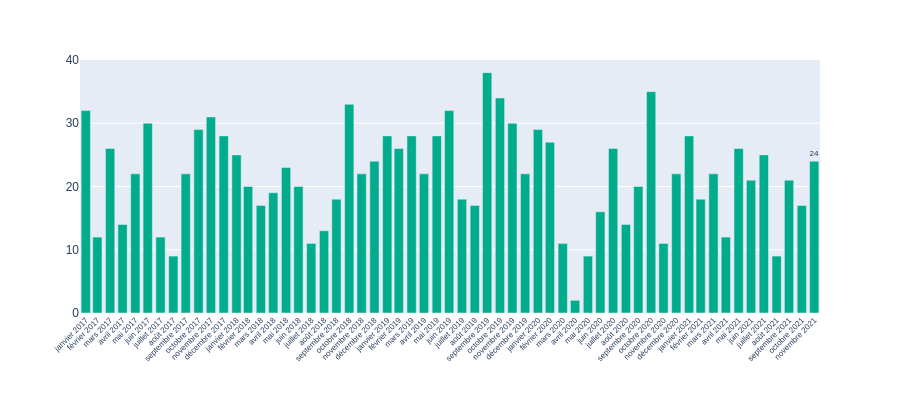 40
30
20
10
0
24
janvier 2017
février 2017
mars 2017
avril 2017
mai 2017
juin 2017
juillet 2017
août 2017
septembre 2017
octobre 2017
novembre 2017
décembre 2017
janvier 2018
février 2018
mars 2018
avril 2018
mai 2018
juin 2018
juillet 2018
août 2018
septembre 2018
octobre 2018
novembre 2018
décembre 2018
janvier 2019
février 2019
mars 2019
avril 2019
mai 2019
juin 2019
juillet 2019
août 2019
septembre 2019
octobre 2019
novembre 2019
décembre 2019
janvier 2020
février 2020
mars 2020
avril 2020
mai 2020
juin 2020
juillet 2020
août 2020
septembre 2020
octobre 2020
novembre 2020
décembre 2020
janvier 2021
février 2021
mars 2021
avril 2021
mai 2021
juin 2021
juillet 2021
août 2021
septembre 2021
octobre 2021
novembre 2021